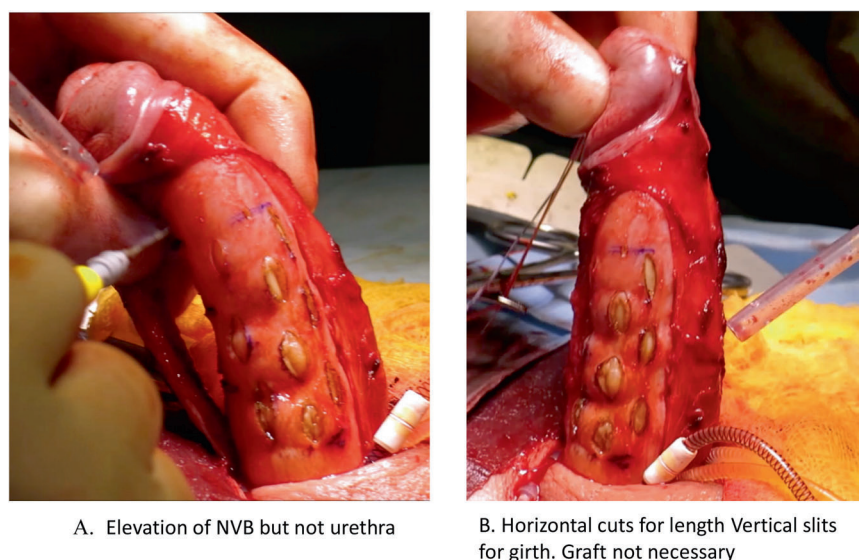 A. Elevation of NVB but not urethra
B. Horizontal cuts for length Vertical slits
for girth. Graft not necessary